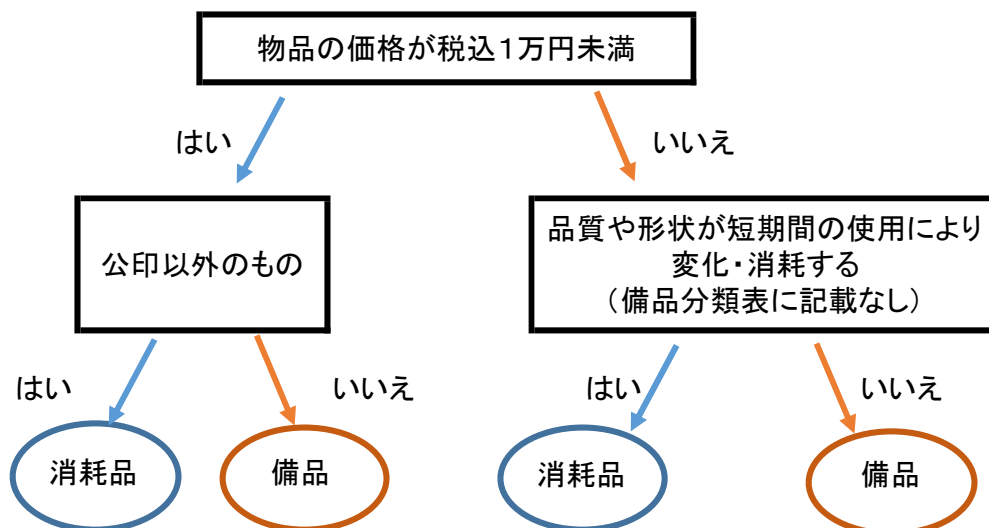 物品の価格が税込1万円未満
はい
いいえ
公印以外のもの
品質や形状が短期間の使用により
変化・消耗する
（備品分類表に記載なし）
はい
いいえ
はい
いいえ
消耗品
備品
消耗品
備品